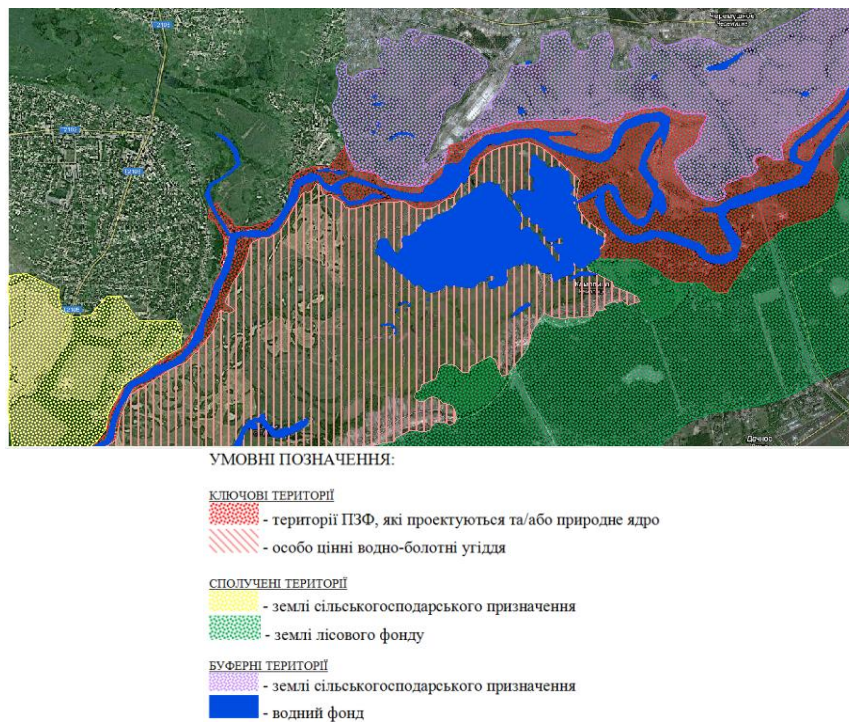 УМОВНІ ПОЗНАЧЕННЯ:
КЛЮЧОВІ ТЕРИТОРІЇ
- території ПЗФ, які проектуються та/або природне ядро
- особо цінні водно-болотні угіддя
СПОЛУЧЕНІ ТЕРИТОРІЇ
- землі сільськогосподарського призначення
- землі лісового фонду
БУФЕРНІ ТЕРИТОРІЇ
- землі сільськогосподарського призначення
- водний фонд